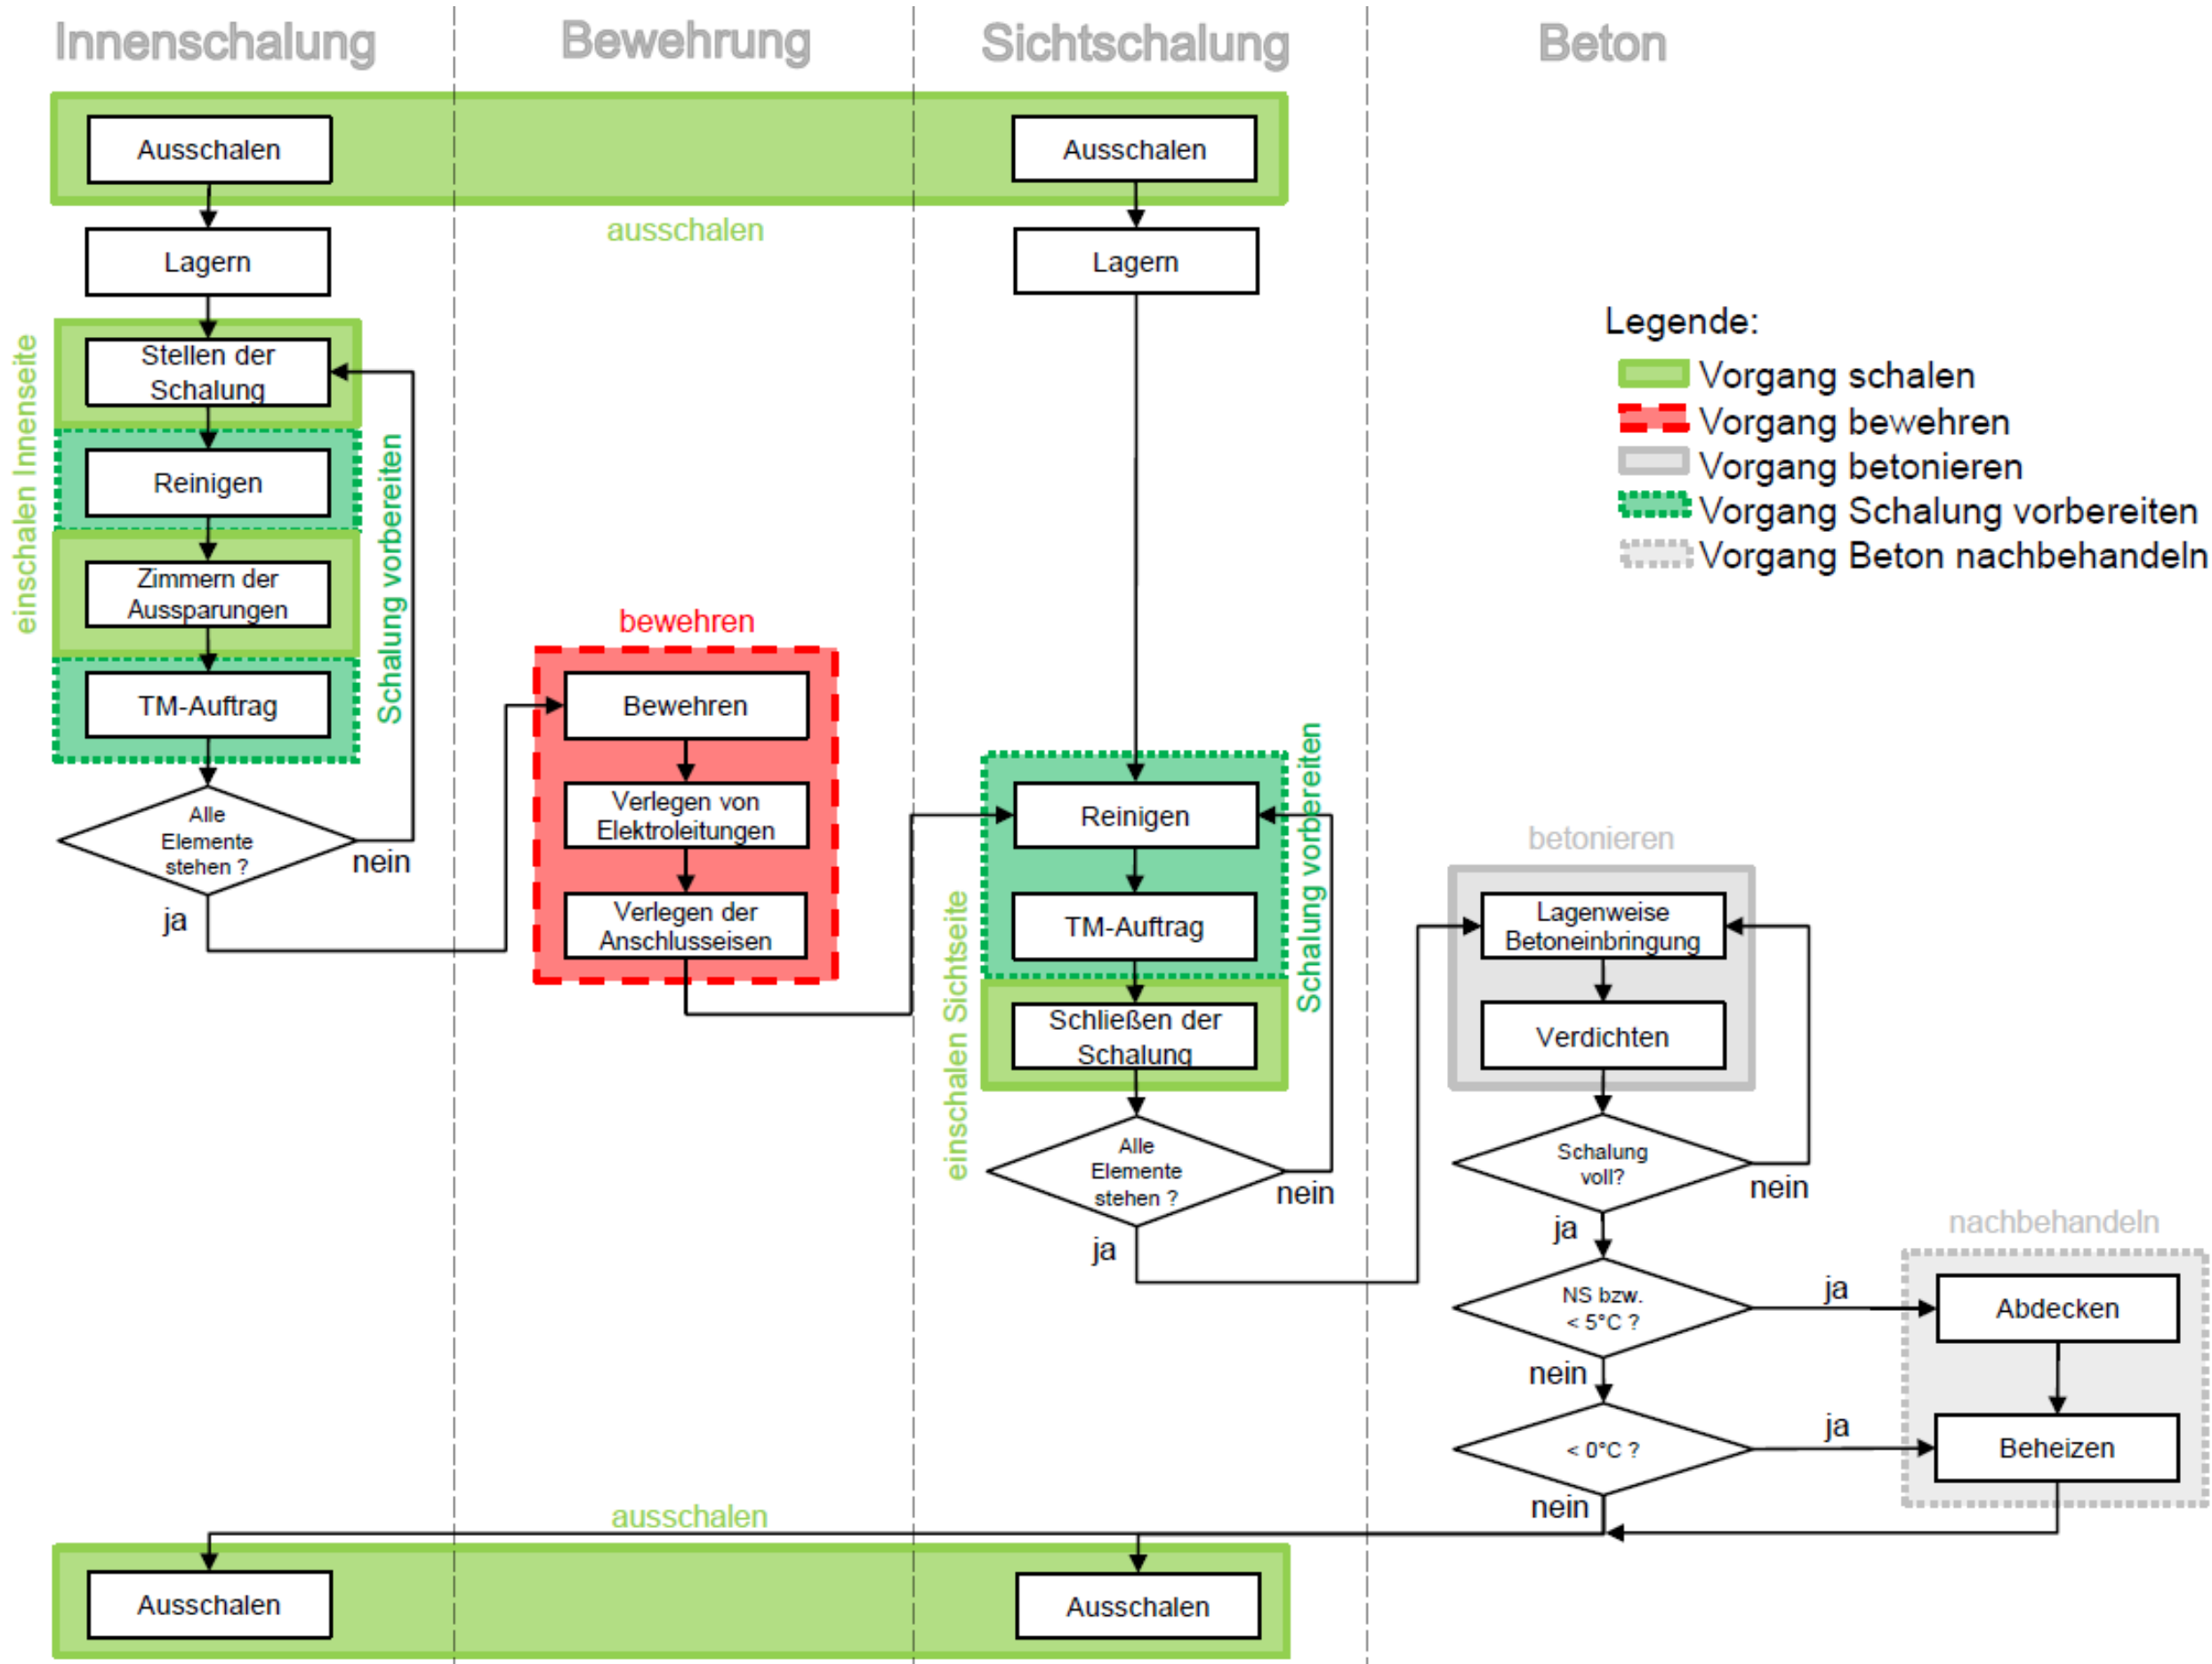 Innenschalung
Bewehrung
Sichtschalung
Beton
Ausschalen
Ausschalen
ausschalen
Lagern
Lagern
Legende:
Vorgang schalen
Vorgang bewehren
Vorgang betonieren
Vorgang Schalung vorbereiten
Vorgang Beton nachbehandeln
einschalen Innenseite
Stellen der
Schalung
Reinigen
Zimmern der
Aussparungen
TM-Auftrag
Schalung vorbereiten
Alle
Elemente
stehen ?
nein
ja
bewehren
Bewehren
Verlegen von
Elektroleitungen
Verlegen der
Anschlusseisen
einschalen Sichtseite
Reinigen
TM-Auftrag
Schließen der
Schalung
Schalung vorbereiten
Alle
Elemente
stehen ?
nein
ja
betonieren
Lagenweise
Betoneinbringung
Verdichten
Schalung
voll?
nein
ja
nachbehandeln
NS bzw.
< 5°C ?
ja
Abdecken
nein
< 0°C ?
ja
Beheizen
nein
ausschalen
Ausschalen
Ausschalen